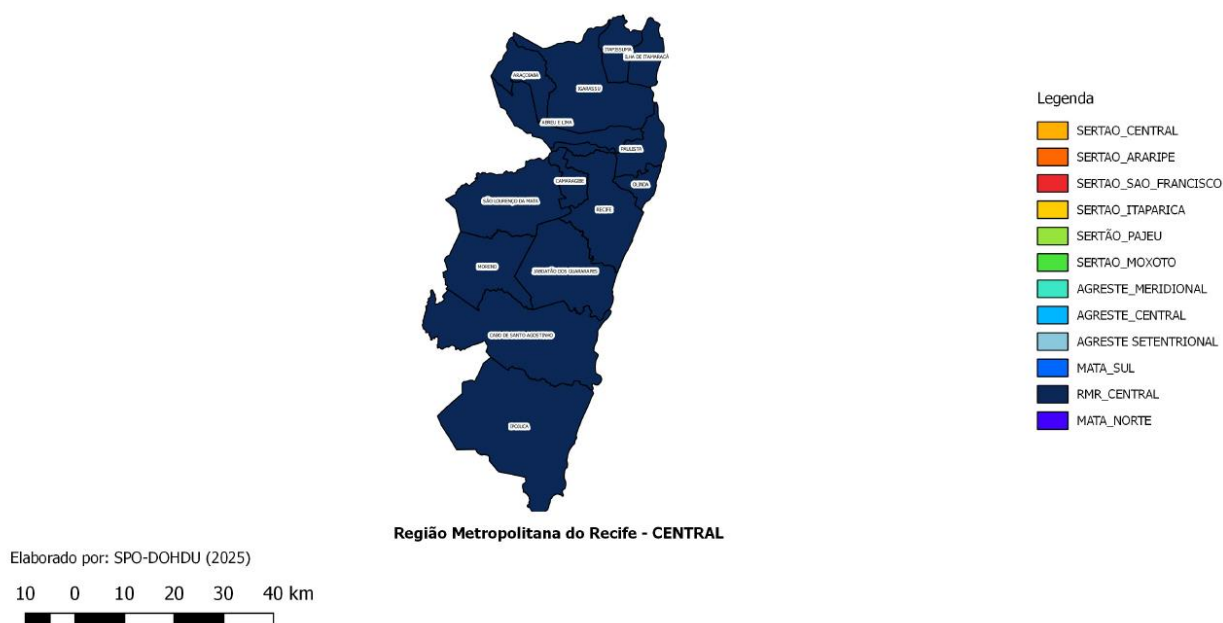 ITAPISSUMA
ILHA DE ITAMARACÁ
ARAÇOIABA
IGARASSU
ABREU E LIMA
PAULISTA
CAMARAGIBE
OLINDA
SÃO LOURENÇO DA MATA
RECIFE
MORENO
JABOATÃO DOS GUARARAPES
CABO DE SANTO AGOSTINHO
IPOJUCA
Legenda
SERTAO_CENTRAL
SERTAO_ARARIPE
SERTAO_SAO_FRANCISCO
SERTAO_ITAPARICA
SERTÃO_PAJEU
SERTAO_MOXOTO
AGRESTE_MERIDIONAL
AGRESTE_CENTRAL
AGRESTE SETENTRIONAL
MATA_SUL
RMR_CENTRAL
MATA_NORTE
Região Metropolitana do Recife - CENTRAL
Elaborado por: SPO-DOHDU (2025)
10 0 10 20 30 40 km